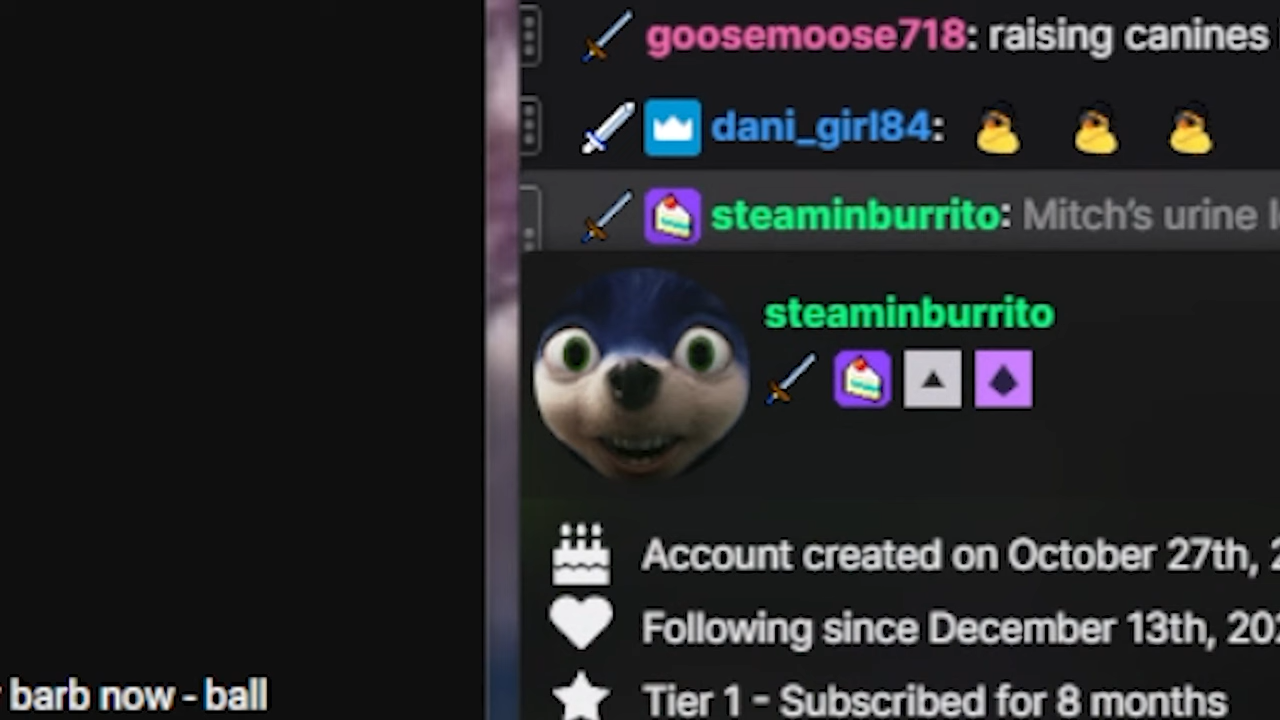 goosemoose718: raising canines
dani_girl84:
steaminburrito: Mitch's urine
steaminburrito
Account created on October 27th,
Following since December 13th,
Tier 1 - Subscribed for 8 months
barb now - ball